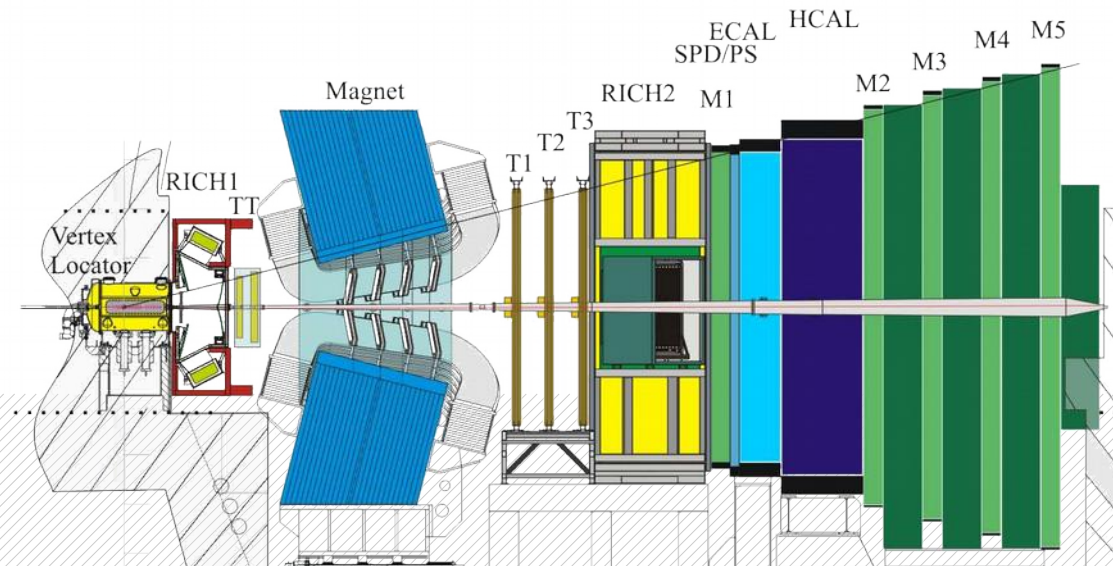 Vertex
Locator
RICH1
TT
Magnet
T1
T2
T3
RICH2
M1
SPD/PS
ECAL
HCAL
M2
M3
M4
M5